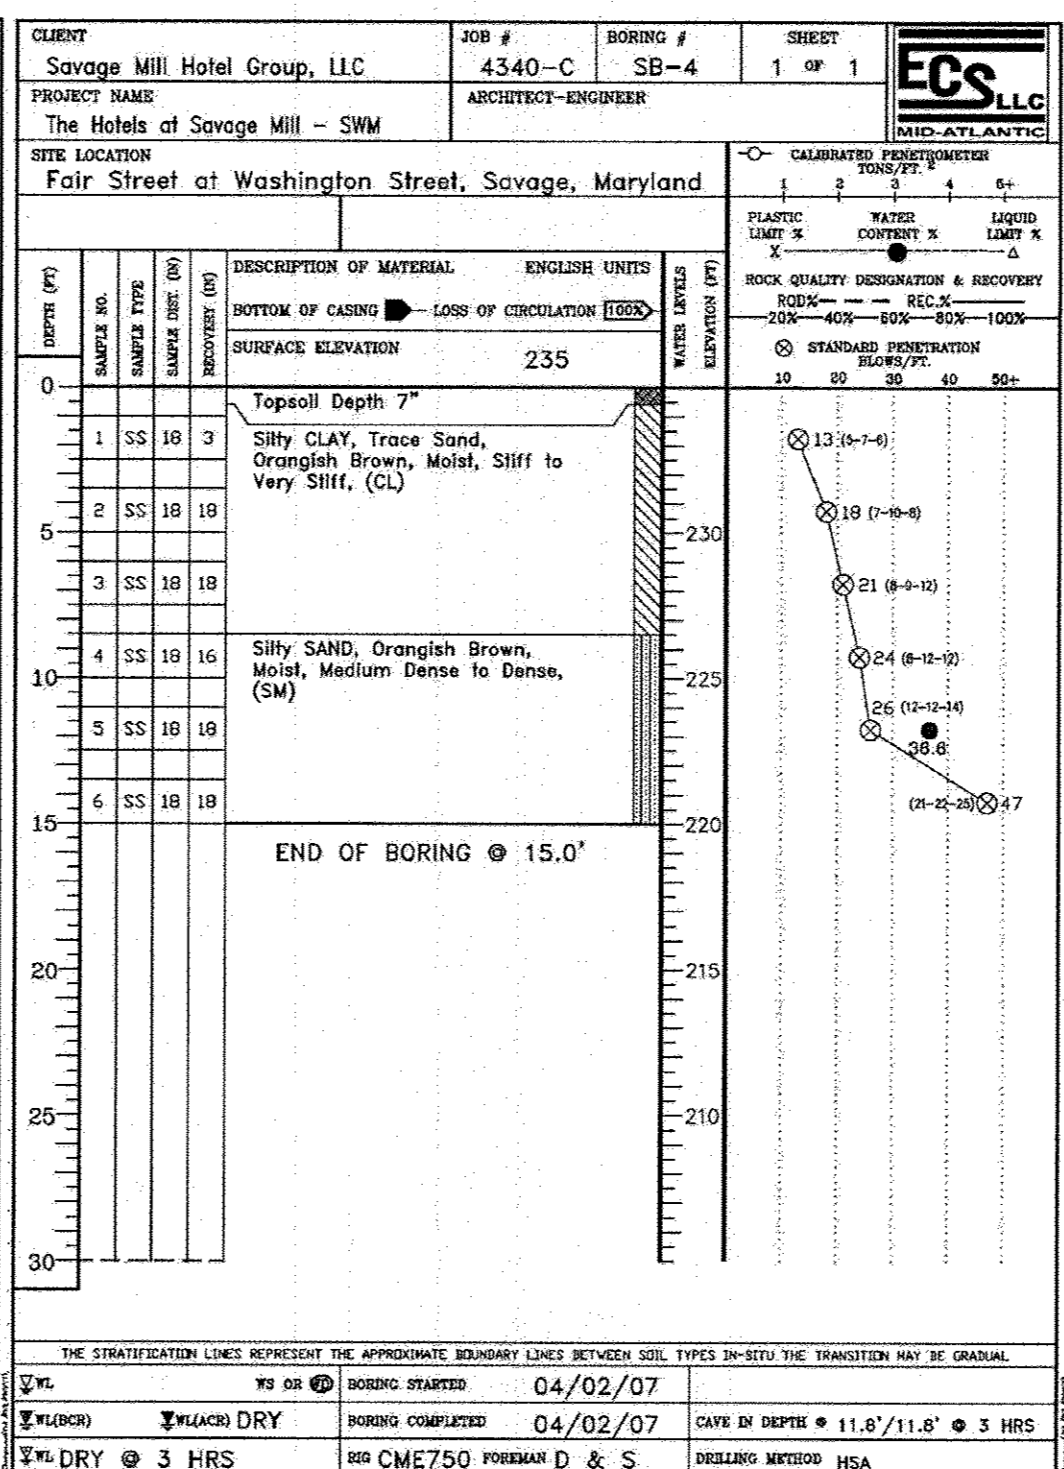 CLIENT
Savage Mill Hotel Group, LLC
JOB #
4340-C
BORING #
SB-4
SHEET
1 OF 1
ECS LLC
MID-ATLANTIC
PROJECT NAME
The Hotels at Savage Mill - SWM
ARCHITECT-ENGINEER
SITE LOCATION
Fair Street at Washington Street, Savage, Maryland
CALIBRATED PENETROMETER
TONS/FT. 2
1 2 3 4 5+
PLASTIC LIMIT %
WATER CONTENT %
LIQUID LIMIT %
X
ROCK QUALITY DESIGNATION & RECOVERY
RQD% REC.%
20% 40% 60% 80% 100%
STANDARD PENETRATION
BLOWS/FT.
10 20 30 40 50+
DEPTH (FT)
SAMPLE NO.
SAMPLE TYPE
SAMPLE DIST. (IN)
RECOVERY (IN)
DESCRIPTION OF MATERIAL ENGLISH UNITS
BOTTOM OF CASING LOSS OF CIRCULATION 100%
SURFACE ELEVATION 235
WATER LEVELS
ELEVATION (FT)
0
Topsoil Depth 7"
1 SS 18 3
Silty CLAY, Trace Sand,
Orangish Brown, Moist, Stiff to
Very Stiff, (CL)
13 (5-7-6)
2 SS 18 18
18 (7-10-8)
5
230
3 SS 18 18
21 (8-9-12)
4 SS 18 16
Silty SAND, Orangish Brown,
Moist, Medium Dense to Dense,
(SM)
24 (8-12-12)
10
225
5 SS 18 18
26 (12-12-14)
36.6
6 SS 18 18
(21-22-25) 47
15
220
END OF BORING @ 15.0'
20
215
25
210
30
THE STRATIFICATION LINES REPRESENT THE APPROXIMATE BOUNDARY LINES BETWEEN SOIL TYPES IN-SITU THE TRANSITION MAY BE GRADUAL
WL WS OR WD
BORING STARTED 04/02/07
WL(BCR) WL(ACR) DRY
BORING COMPLETED 04/02/07
CAVE IN DEPTH @ 11.8'/11.8' @ 3 HRS
WL DRY @ 3 HRS
RIG CME750 FOREMAN D & S
DRILLING METHOD HSA